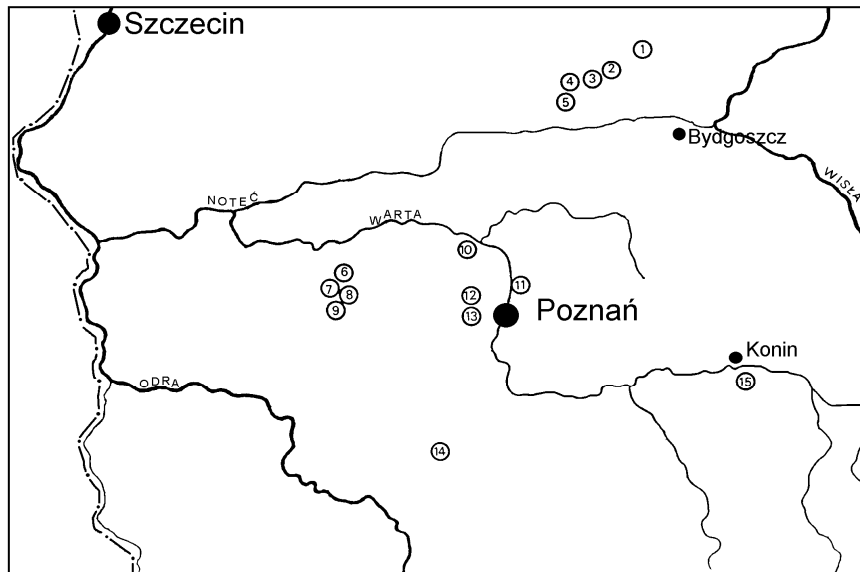 Szczecin
1
2
3
4
5
Bydgoszcz
WISŁA
NOTEĆ
WARTA
10
6
7
8
9
11
12
13
Poznań
Konin
15
ODRA
14